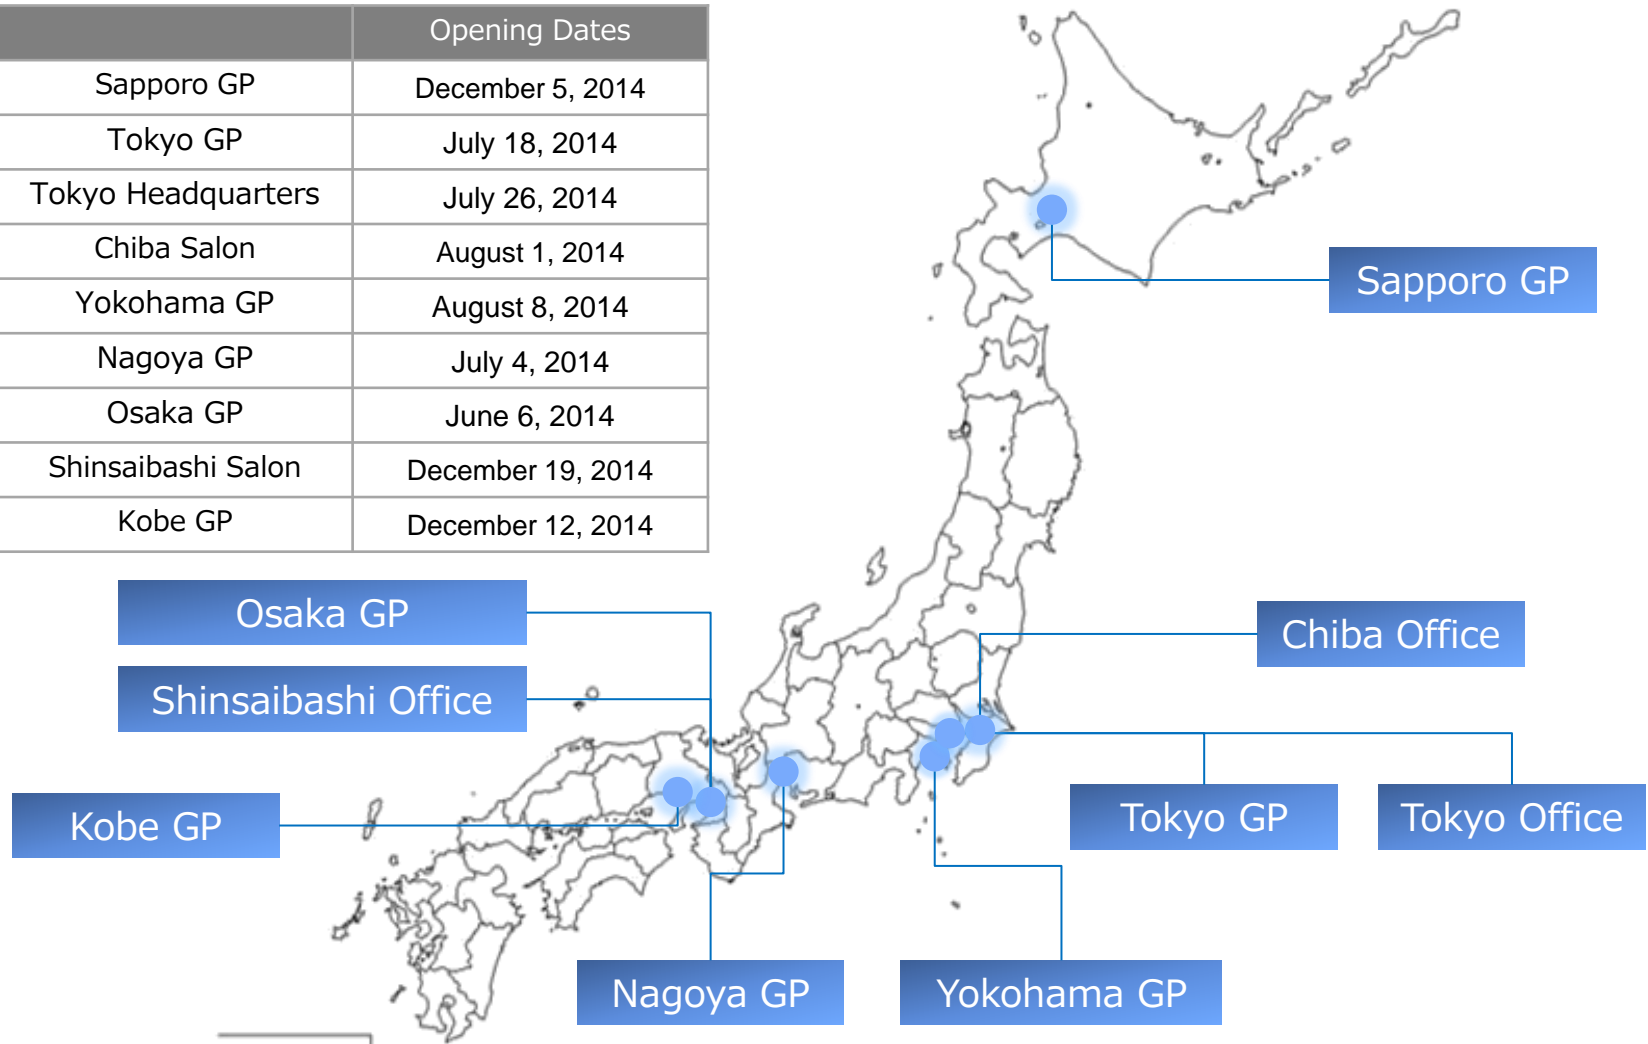 Opening Dates
Sapporo GP December 5, 2014
Tokyo GP July 18, 2014
Tokyo Headquarters July 26, 2014
Chiba Salon August 1, 2014
Yokohama GP August 8, 2014
Nagoya GP July 4, 2014
Osaka GP June 6, 2014
Shinsaibashi Salon December 19, 2014
Kobe GP December 12, 2014
Sapporo GP
Osaka GP
Chiba Office
Shinsaibashi Office
Kobe GP
Tokyo GP
Tokyo Office
Nagoya GP
Yokohama GP